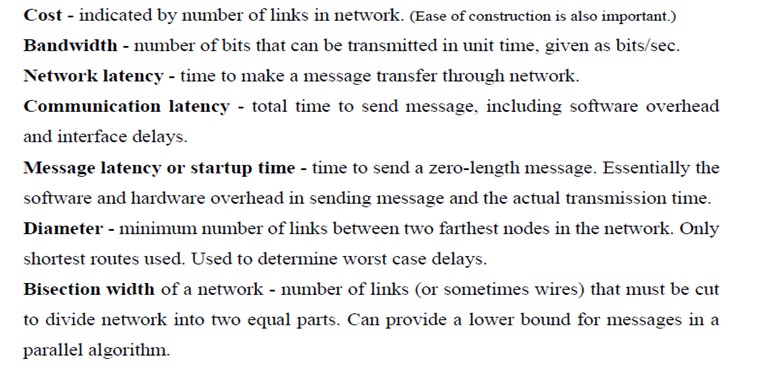 Cost - indicated by number of links in network. (Ease of construction is also important.)
Bandwidth - number of bits that can be transmitted in unit time, given as bits/sec.
Network latency - time to make a message transfer through network.
Communication latency - total time to send message, including software overhead
and interface delays.
Message latency or startup time - time to send a zero-length message. Essentially the
software and hardware overhead in sending message and the actual transmission time.
Diameter - minimum number of links between two farthest nodes in the network. Only
shortest routes used. Used to determine worst case delays.
Bisection width of a network - number of links (or sometimes wires) that must be cut
to divide network into two equal parts. Can provide a lower bound for messages in a
parallel algorithm.